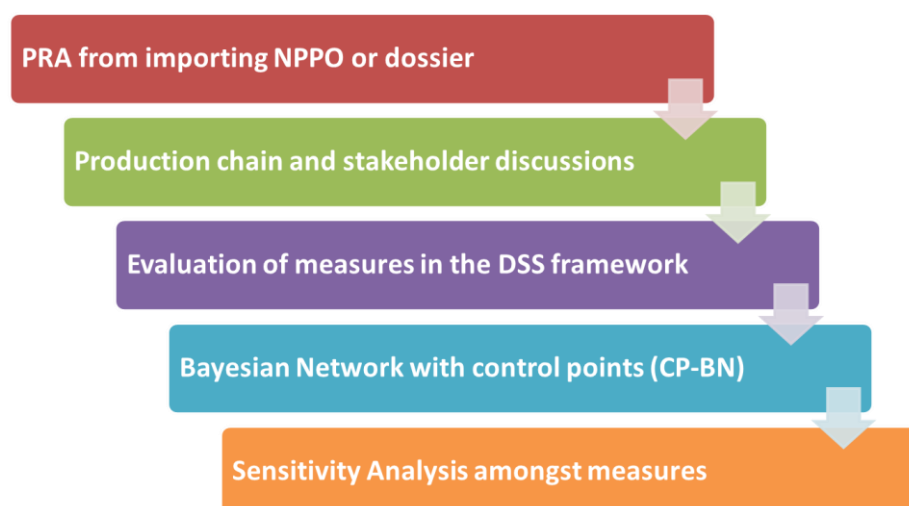 PRA from importing NPPO or dossier
Production chain and stakeholder discussions
Evaluation of measures in the DSS framework
Bayesian Network with control points (CP-BN)
Sensitivity Analysis amongst measures